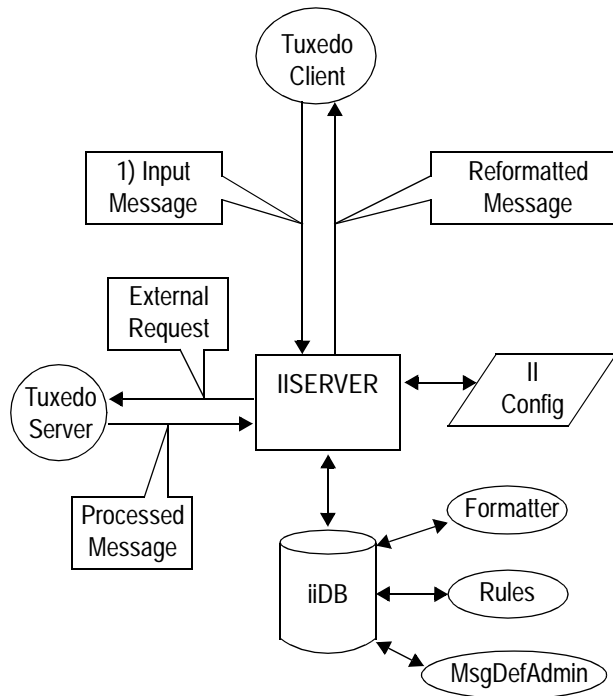 Tuxedo
Client
1) Input
Message
Reformatted
Message
External
Request
IISERVER
II
Config
Tuxedo
Server
Processed
Message
Formatter
iiDB
Rules
MsgDefAdmin